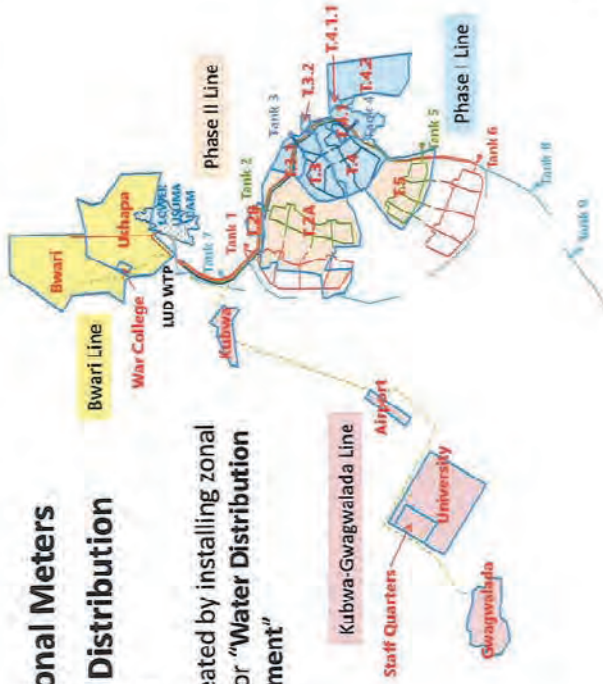 onal Meters
Distribution
eated by installing zonal
or "Water Distribution
ment"
Bwari Line
Bwari
Uchapa
LOWER
USUMA
DAM
War College
LUD WTP
Phase II Line
Tank 7
Tank 1
Tank 2
Tank 3
T.2B
T.2A
T.3.1
T.3.2
T.3
T.4
T.4.1
T.4.1.1
T.4.2
Tank 4
Phase I Line
T.5
Tank 5
Tank 6
Tank 8
Tank 9
Kubwa
Kubwa-Gwagwalada Line
Airport
University
Staff Quarters
Gwagwalada